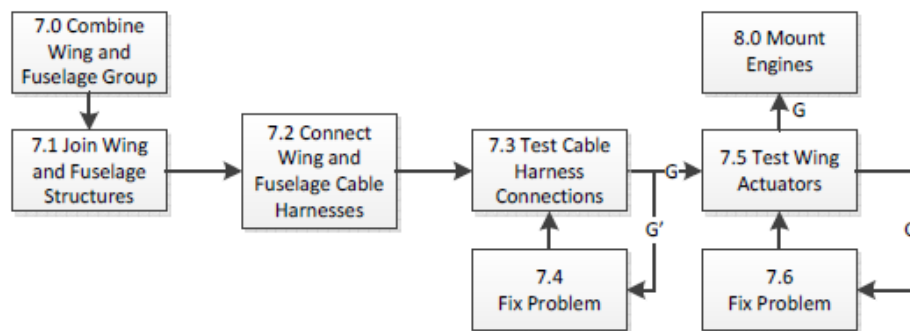 7.0 Combine
Wing and
Fuselage Group
8.0 Mount
Engines
G
7.1 Join Wing
and Fuselage
Structures
7.2 Connect
Wing and
Fuselage Cable
Harnesses
7.3 Test Cable
Harness
Connections
G
7.5 Test Wing
Actuators
G'
7.4
Fix Problem
7.6
Fix Problem